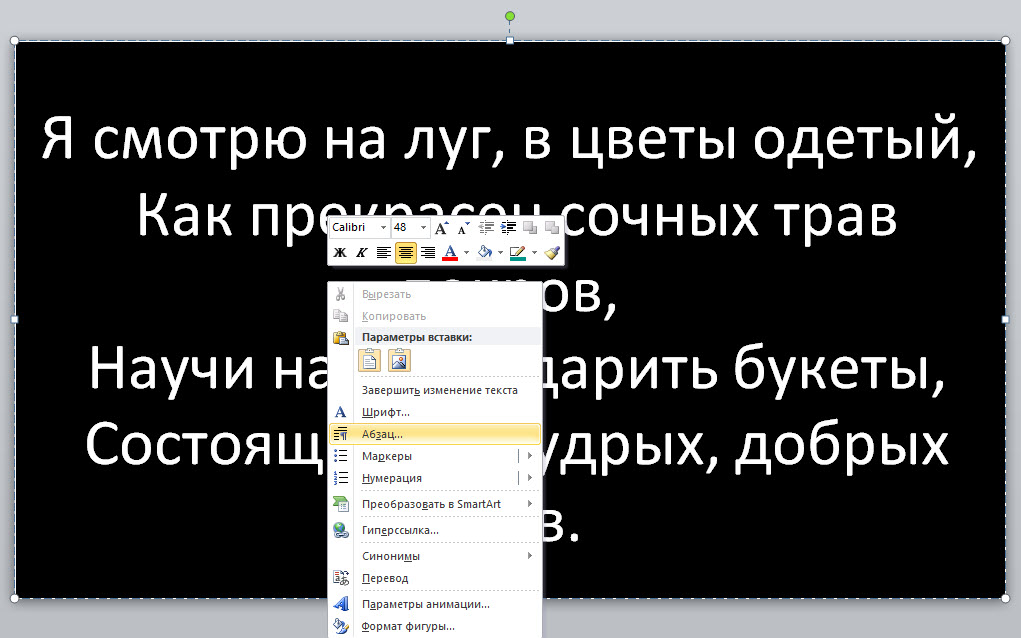 Я смотрю на луг, в цветы одетый,
Как прекрасен сочных трав
Calibri 48
Ж К
ов,
Научи на дарить букеты,
Состоящ удрых, добрых
в.
Вырезать
Копировать
Параметры вставки:
Завершить изменение текста
Шрифт...
Абзац...
Маркеры
Нумерация
Преобразовать в SmartArt
Гиперссылка...
Синонимы
Перевод
Параметры анимации...
Формат фигуры...